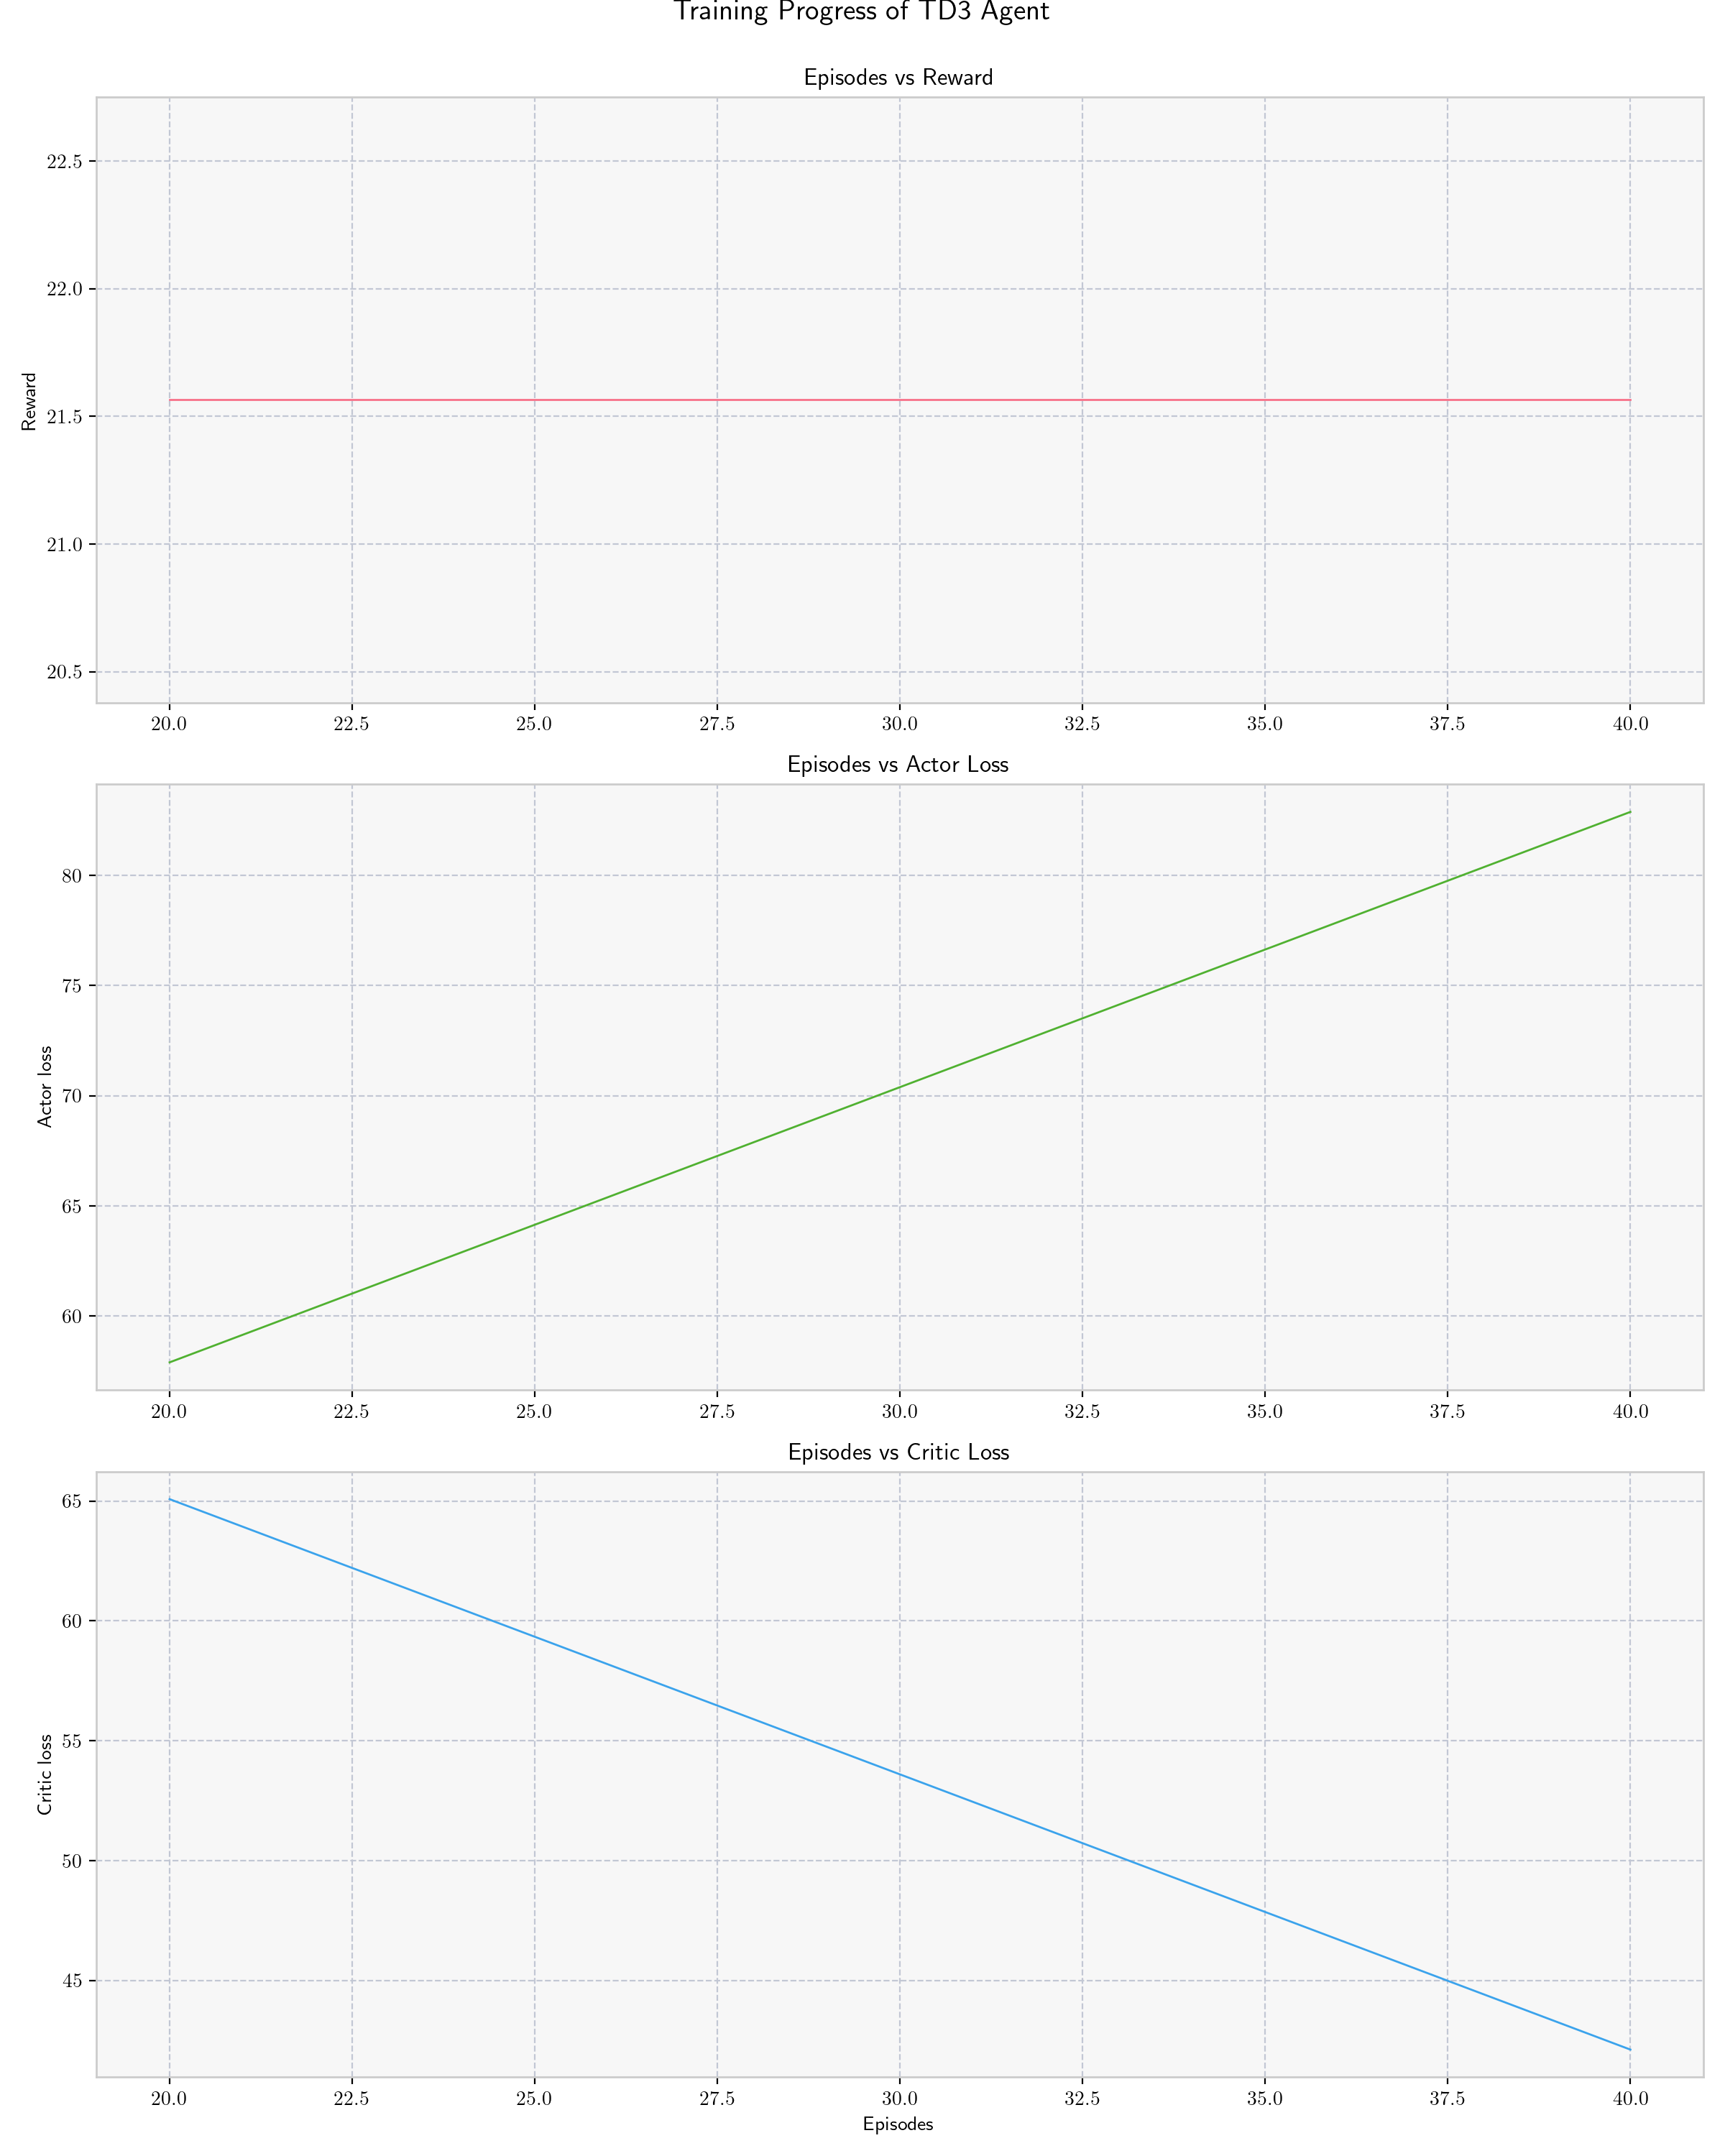 Training Progress of TD3 Agent
Episodes vs Reward
Reward
22.5
22.0
21.5
21.0
20.5
20.0 22.5 25.0 27.5 30.0 32.5 35.0 37.5 40.0
Episodes vs Actor Loss
Actor loss
80
75
70
65
60
20.0 22.5 25.0 27.5 30.0 32.5 35.0 37.5 40.0
Episodes vs Critic Loss
Critic loss
65
60
55
50
45
20.0 22.5 25.0 27.5 30.0 32.5 35.0 37.5 40.0
Episodes